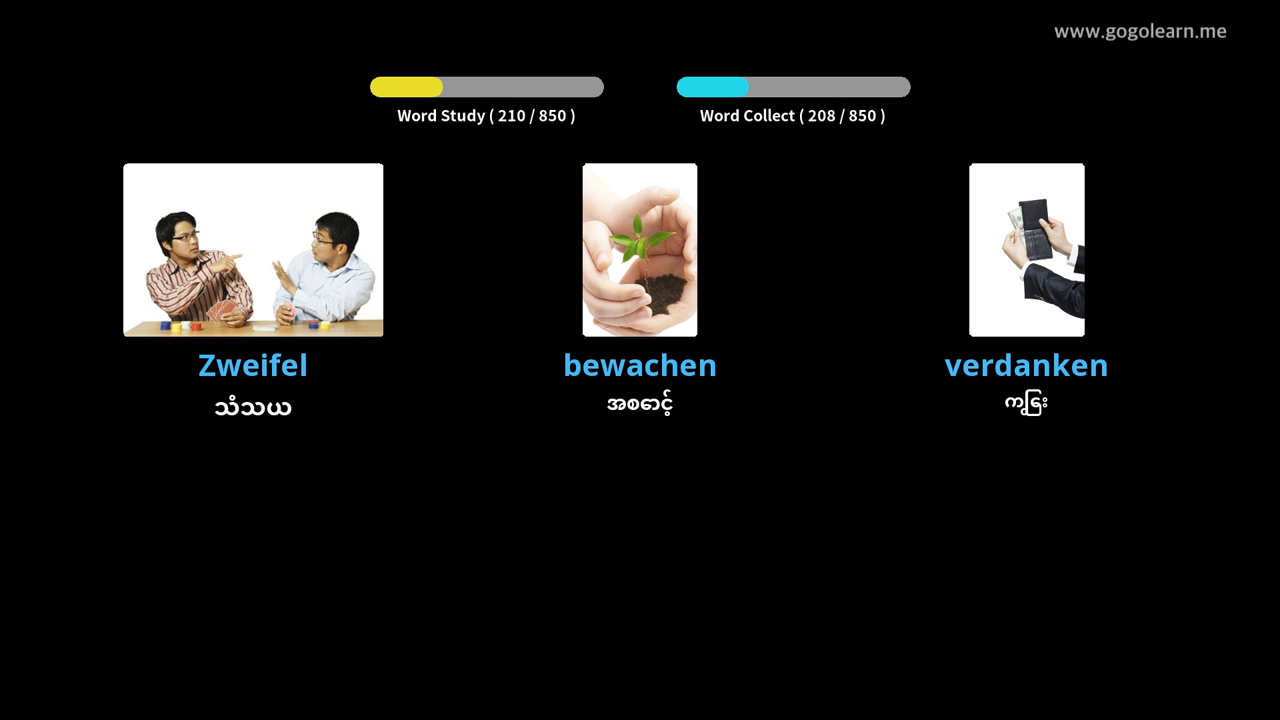 www.gogolearn.me
Word Study ( 210 / 850 )
Word Collect ( 208 / 850 )
Zweifel
bewachen
verdanken
သံသယ
အစောင့်
ကြွေး